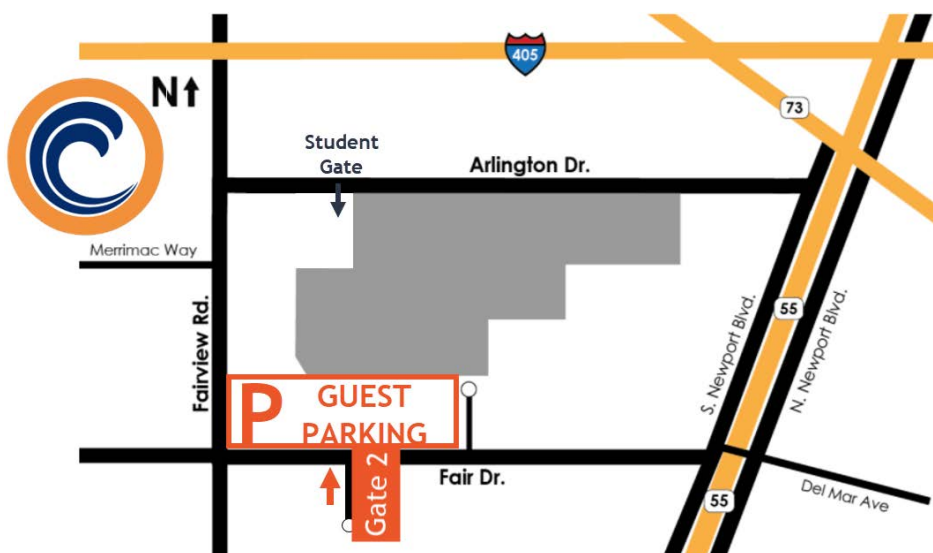 405
N
73
Student
Gate
Arlington Dr.
Merrimac Way
Fairview Rd.
S. Newport Blvd.
55
N. Newport Blvd.
P
GUEST
PARKING
Gate 2
Fair Dr.
55
Del Mar Ave